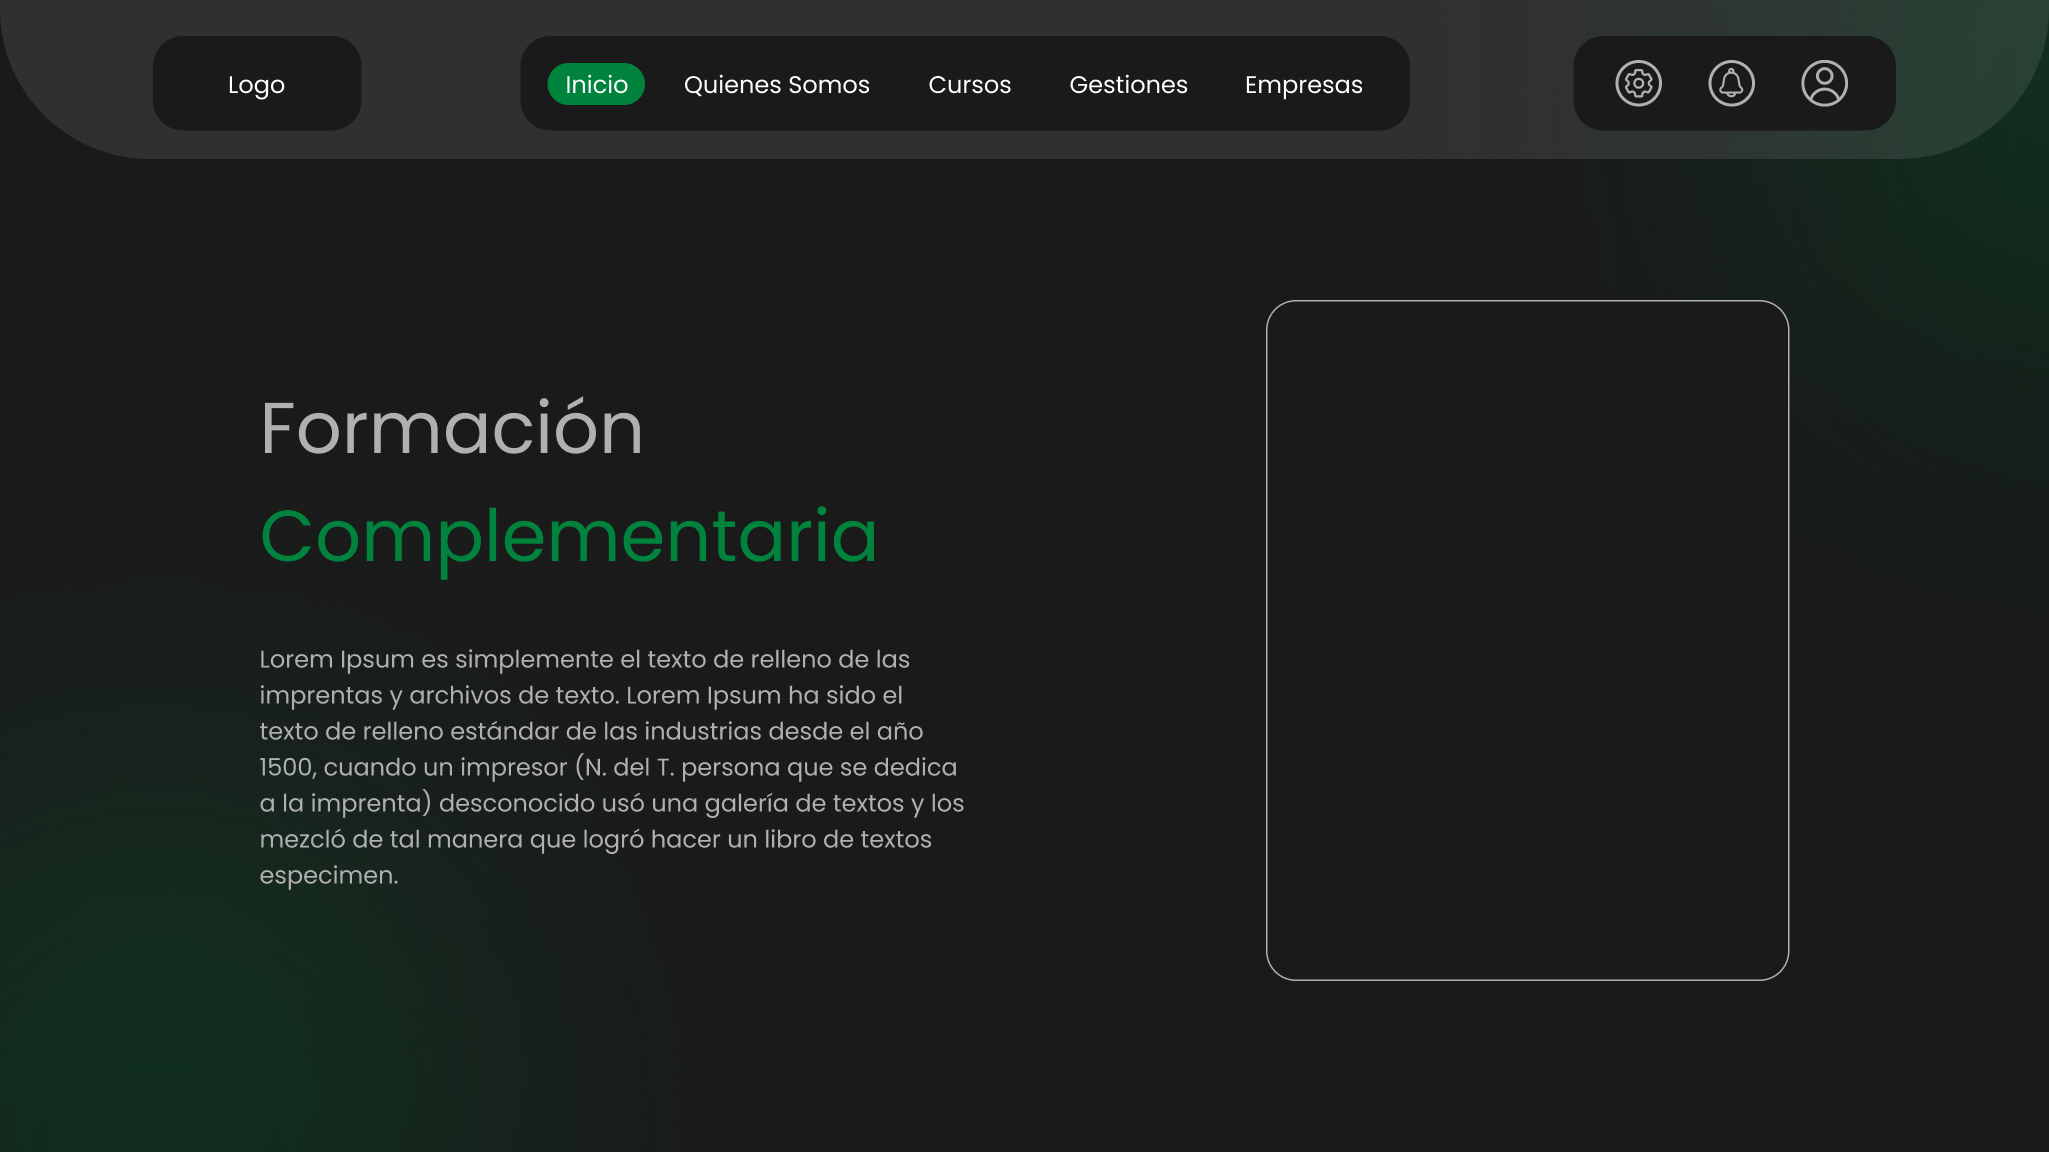 Logo
Inicio
Quienes Somos
Cursos
Gestiones
Empresas
Formación
Complementaria
Lorem Ipsum es simplemente el texto de relleno de las
imprentas y archivos de texto. Lorem Ipsum ha sido el
texto de relleno estándar de las industrias desde el año
1500, cuando un impresor (N. del T. persona que se dedica
a la imprenta) desconocido usó una galería de textos y los
mezcló de tal manera que logró hacer un libro de textos
especimen.